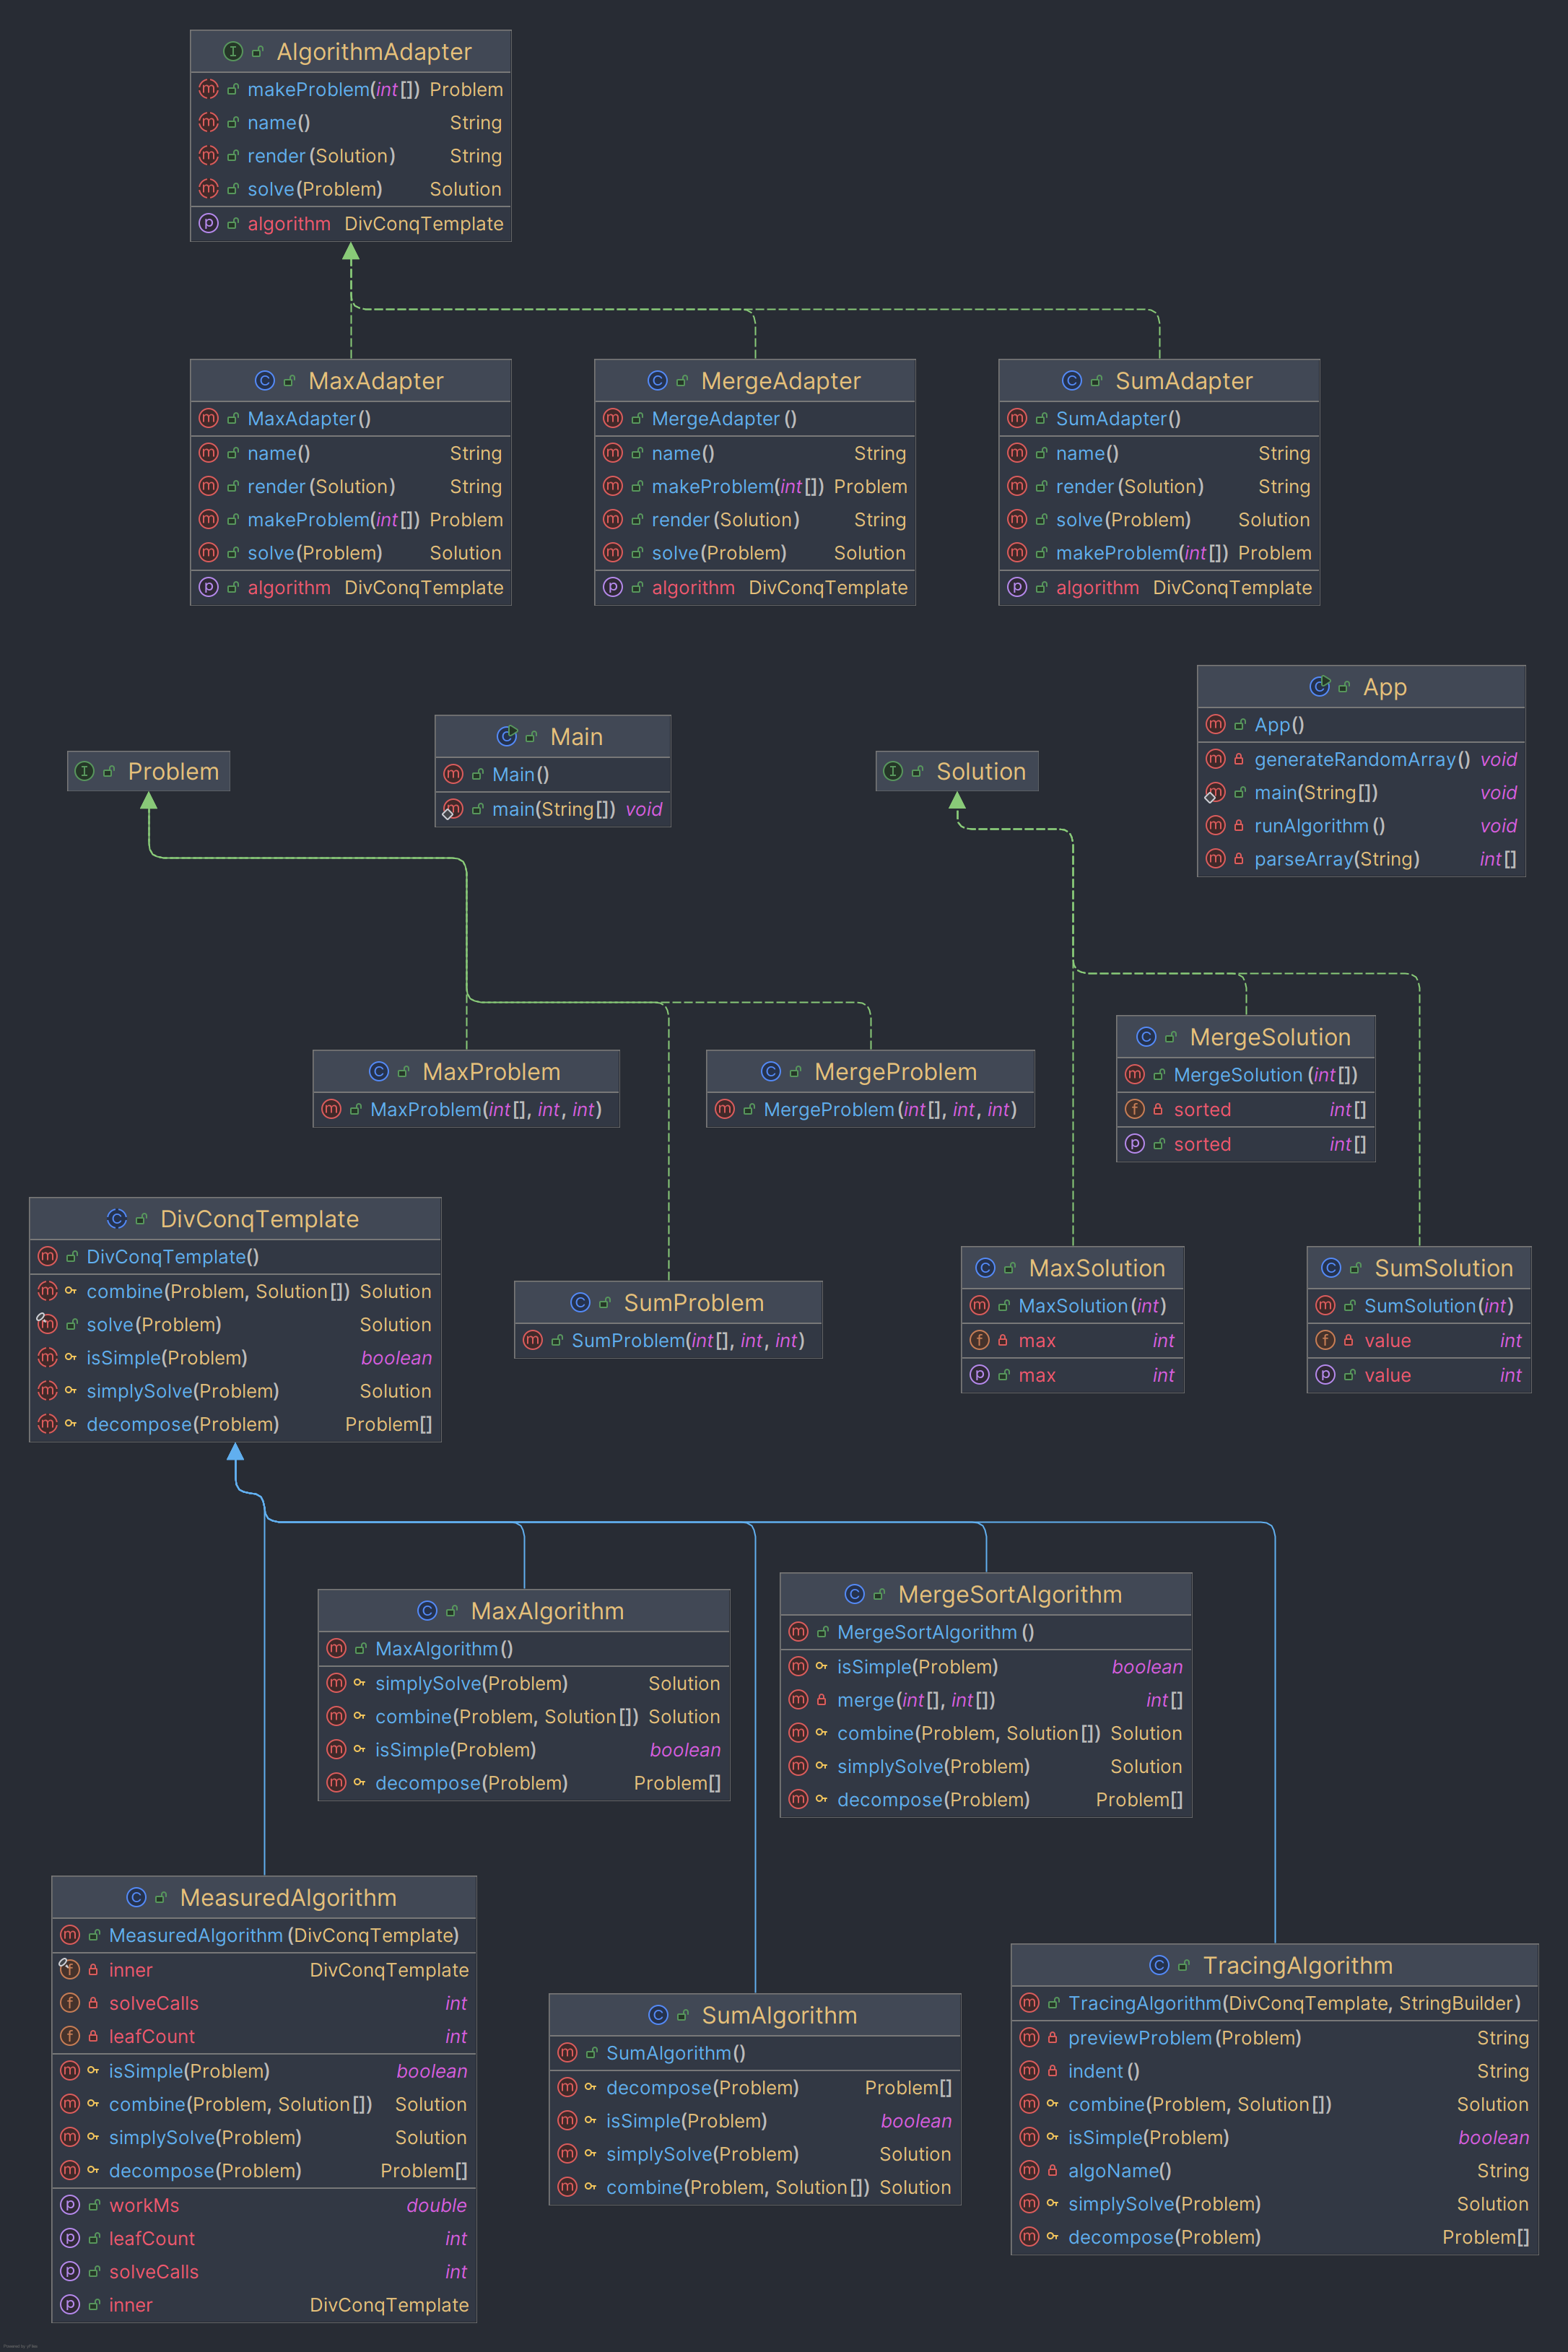 AlgorithmAdapter
makeProblem(int[]) Problem
name() String
render(Solution) String
solve(Problem) Solution
algorithm DivConqTemplate
MaxAdapter
MaxAdapter()
name() String
render(Solution) String
makeProblem(int[]) Problem
solve(Problem) Solution
algorithm DivConqTemplate
MergeAdapter
MergeAdapter()
name() String
makeProblem(int[]) Problem
render(Solution) String
solve(Problem) Solution
algorithm DivConqTemplate
SumAdapter
SumAdapter()
name() String
render(Solution) String
solve(Problem) Solution
makeProblem(int[]) Problem
algorithm DivConqTemplate
Problem
Main
Main()
main(String[]) void
Solution
App
App()
generateRandomArray() void
main(String[]) void
runAlgorithm() void
parseArray(String) int[]
MaxProblem
MaxProblem(int[], int, int)
MergeProblem
MergeProblem(int[], int, int)
MergeSolution
MergeSolution(int[])
sorted int[]
sorted int[]
DivConqTemplate
DivConqTemplate()
combine(Problem, Solution[]) Solution
solve(Problem) Solution
isSimple(Problem) boolean
simplySolve(Problem) Solution
decompose(Problem) Problem[]
SumProblem
SumProblem(int[], int, int)
MaxSolution
MaxSolution(int)
max int
max int
SumSolution
SumSolution(int)
value int
value int
MaxAlgorithm
MaxAlgorithm()
simplySolve(Problem) Solution
combine(Problem, Solution[]) Solution
isSimple(Problem) boolean
decompose(Problem) Problem[]
MergeSortAlgorithm
MergeSortAlgorithm()
isSimple(Problem) boolean
merge(int[], int[]) int[]
combine(Problem, Solution[]) Solution
simplySolve(Problem) Solution
decompose(Problem) Problem[]
MeasuredAlgorithm
MeasuredAlgorithm(DivConqTemplate)
inner DivConqTemplate
solveCalls int
leafCount int
isSimple(Problem) boolean
combine(Problem, Solution[]) Solution
simplySolve(Problem) Solution
decompose(Problem) Problem[]
workMs double
leafCount int
solveCalls int
inner DivConqTemplate
SumAlgorithm
SumAlgorithm()
decompose(Problem) Problem[]
isSimple(Problem) boolean
simplySolve(Problem) Solution
combine(Problem, Solution[]) Solution
TracingAlgorithm
TracingAlgorithm(DivConqTemplate, StringBuilder)
previewProblem(Problem) String
indent() String
combine(Problem, Solution[]) Solution
isSimple(Problem) boolean
algoName() String
simplySolve(Problem) Solution
decompose(Problem) Problem[]
Powered by yFiles